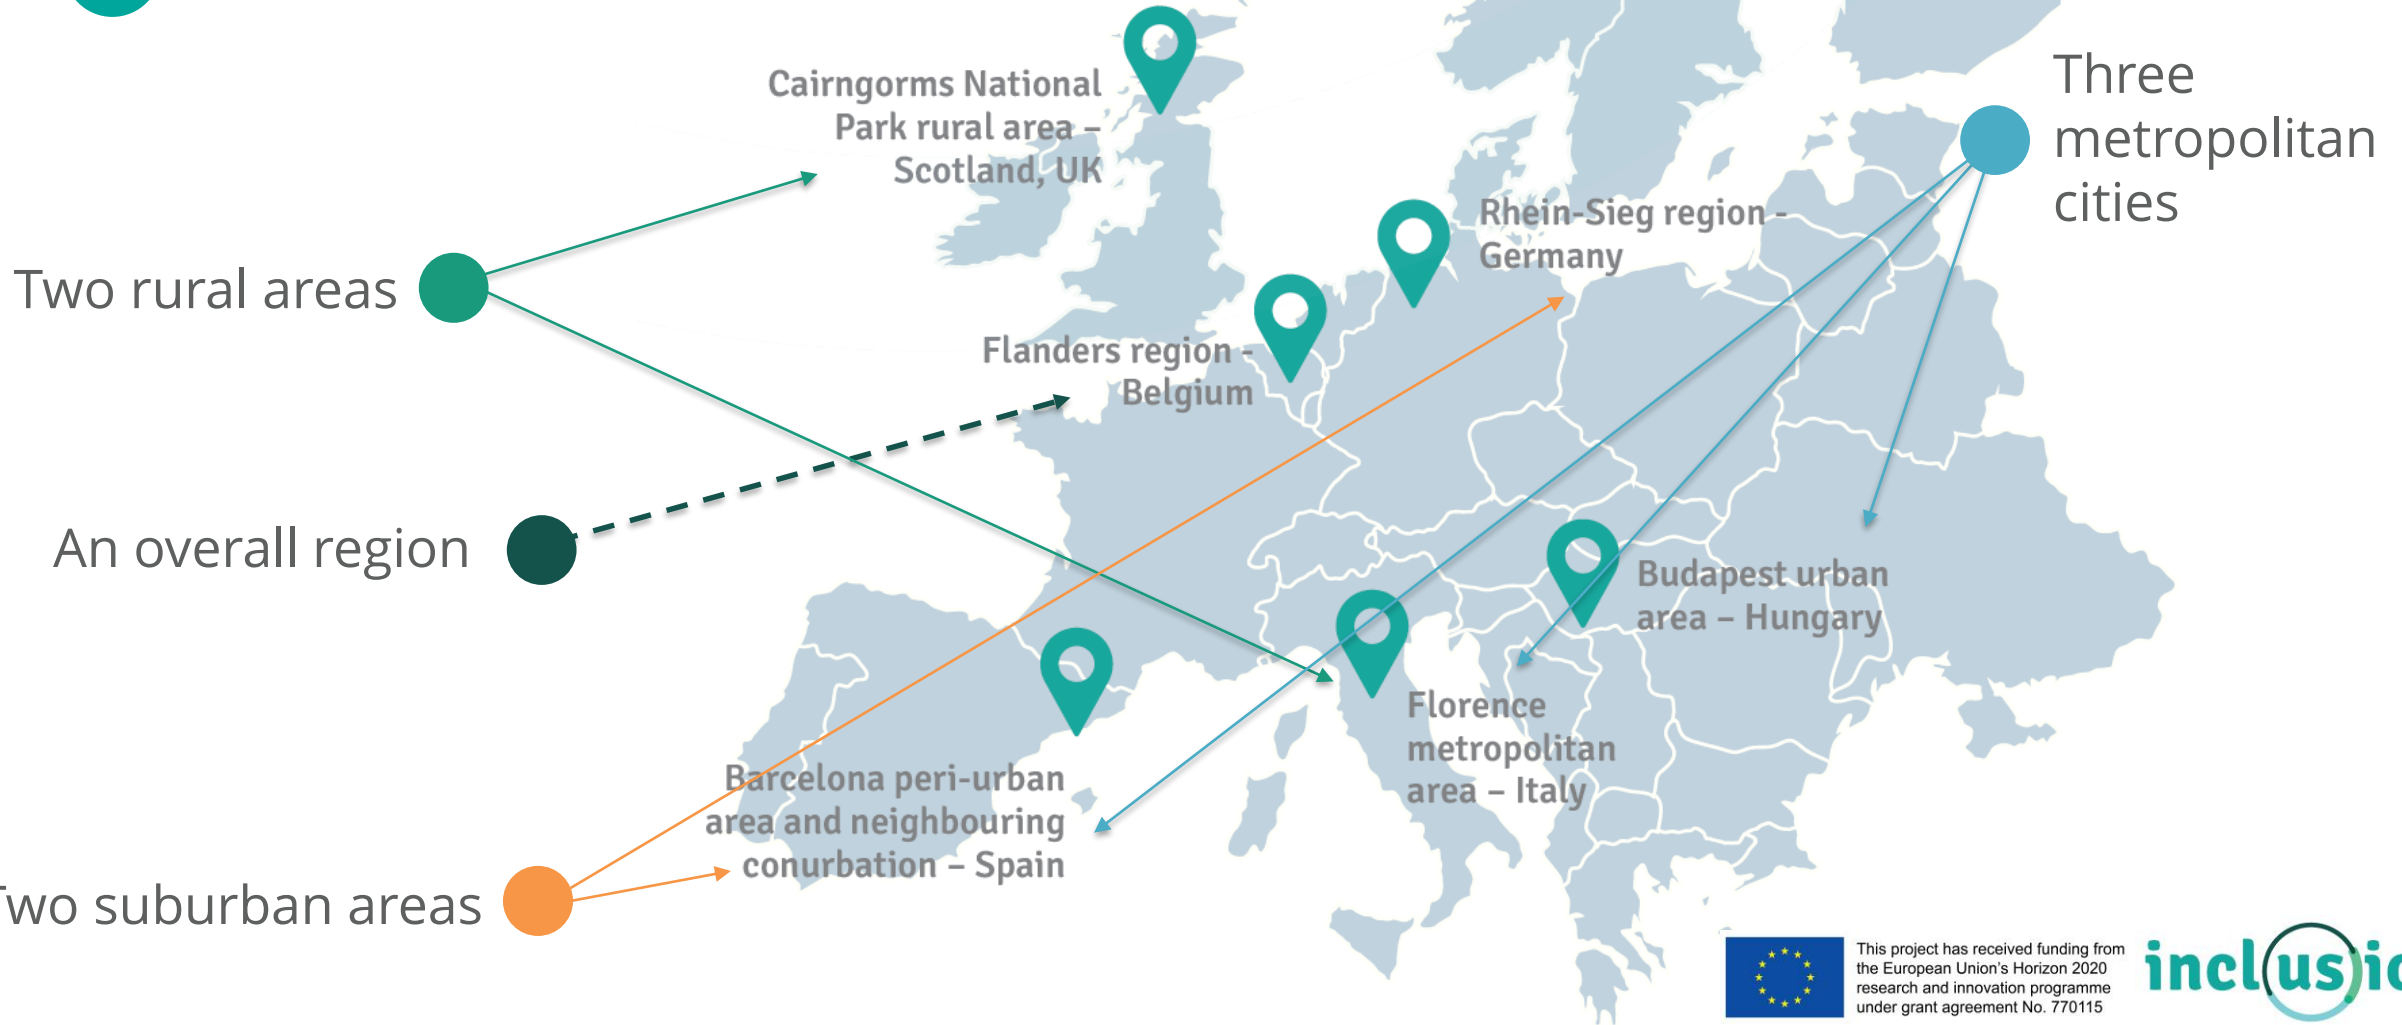 Cairngorms National
Park rural area –
Scotland, UK
Three
metropolitan
cities
Rhein-Sieg region -
Germany
Two rural areas
Flanders region -
Belgium
An overall region
Budapest urban
area – Hungary
Florence
metropolitan
area – Italy
Barcelona peri-urban
area and neighbouring
conurbation – Spain
Two suburban areas
This project has received funding from
the European Union's Horizon 2020
research and innovation programme
under grant agreement No. 770115
inclusio